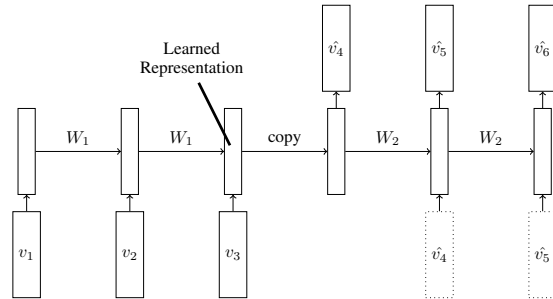 Learned
Representation
v̂₄
v̂₅
v̂₆
W₁
W₁
copy
W₂
W₂
v₁
v₂
v₃
v̂₄
v̂₅